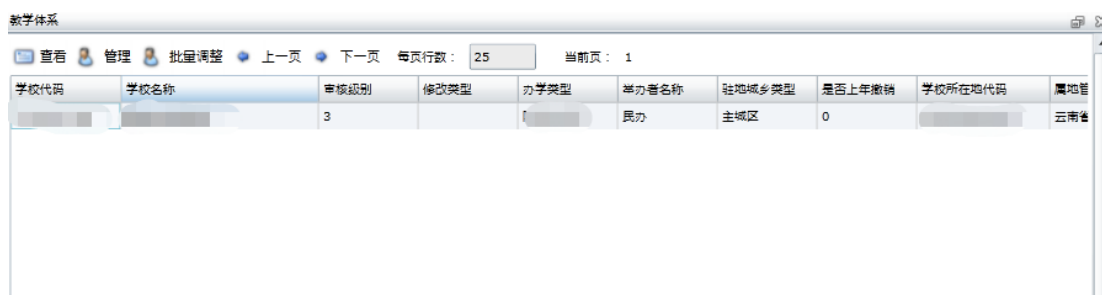 教学体系
查看 管理 批量调整 上一页 下一页 每页行数： 25 当前页： 1
学校代码 学校名称 审核级别 修改类型 办学类型 举办者名称 驻地城乡类型 是否上年撤销 学校所在地代码 属地管
3 民办 主城区 0 云南省